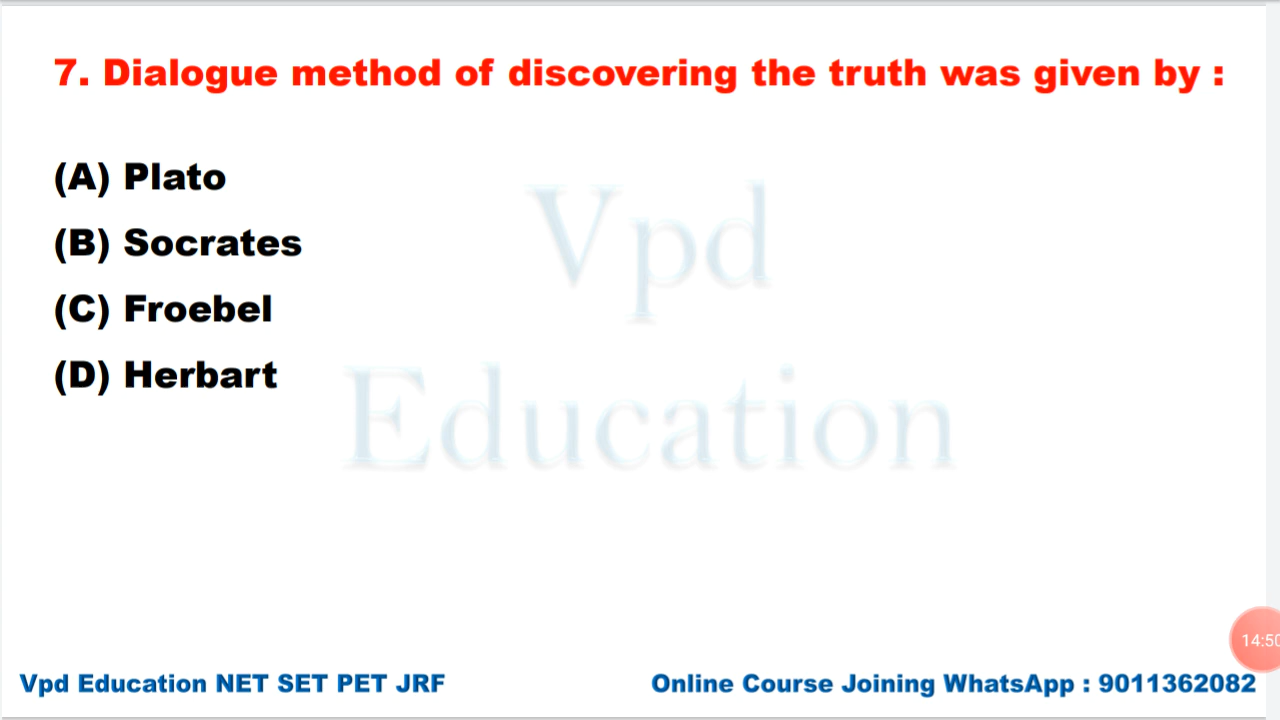 7. Dialogue method of discovering the truth was given by :
(A) Plato
(B) Socrates
(C) Froebel
(D) Herbart
Vpd
Education
14:50
Vpd Education NET SET PET JRF
Online Course Joining WhatsApp : 9011362082